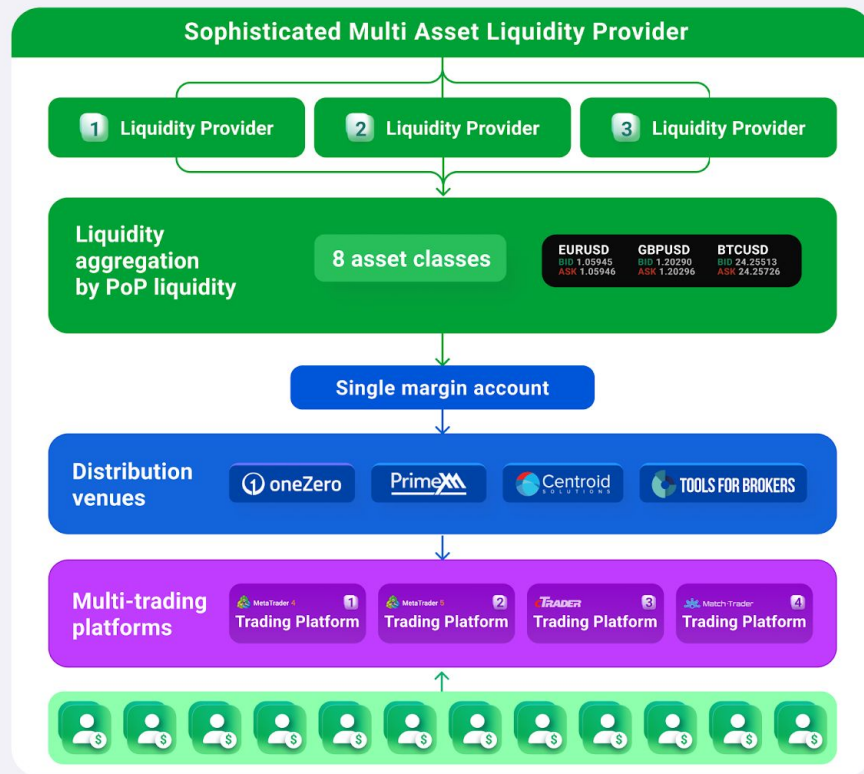 Sophisticated Multi Asset Liquidity Provider
1 Liquidity Provider
2 Liquidity Provider
3 Liquidity Provider
Liquidity
aggregation
by PoP liquidity
8 asset classes
EURUSD
BID 1.05945
ASK 1.05946
GBPUSD
BID 1.20290
ASK 1.20296
BTCUSD
BID 24.25513
ASK 24.25726
Single margin account
Distribution
venues
1 oneZero
PrimeXM
Centroid
SOLUTIONS
TOOLS FOR BROKERS
Multi-trading
platforms
MetaTrader 4 1
Trading Platform
MetaTrader 5 2
Trading Platform
cTRADER 3
Trading Platform
Match-Trader 4
Trading Platform
$ $ $ $ $ $ $ $ $ $ $ $